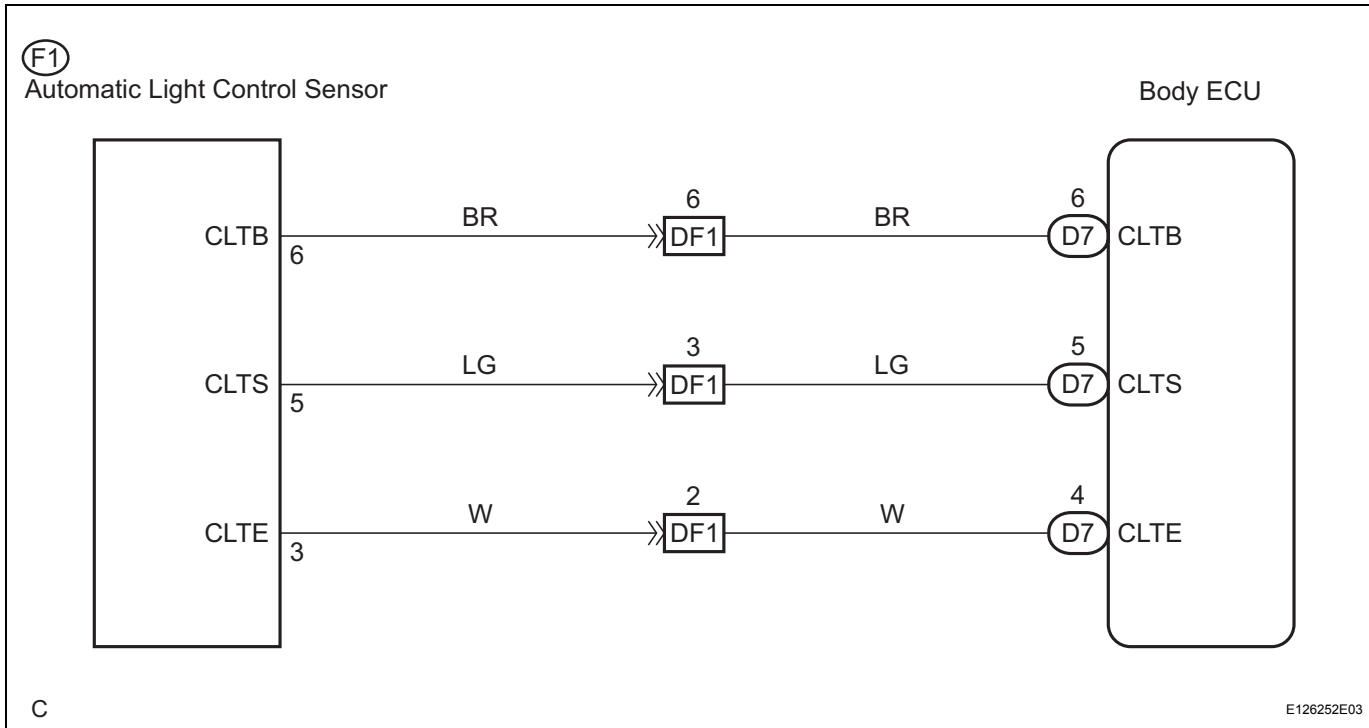 F1
Automatic Light Control Sensor
Body ECU
CLTB
6
BR
6
DF1
BR
6
D7
CLTB
CLTS
5
LG
3
DF1
LG
5
D7
CLTS
CLTE
3
W
2
DF1
W
4
D7
CLTE
C
E126252E03